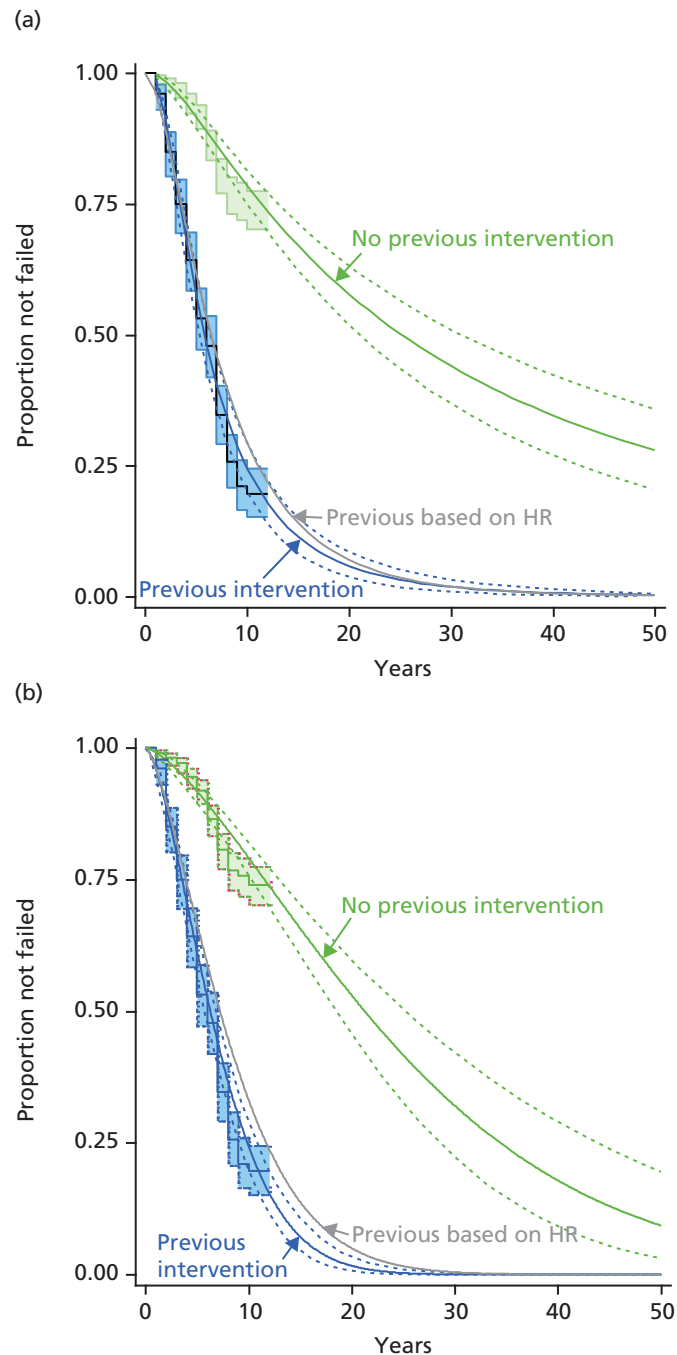 (a)
1.00
0.75
0.50
0.25
0.00
Proportion not failed
No previous intervention
Previous based on HR
Previous intervention
0 10 20 30 40 50
Years
(b)
1.00
0.75
0.50
0.25
0.00
Proportion not failed
No previous intervention
Previous based on HR
Previous
intervention
0 10 20 30 40 50
Years